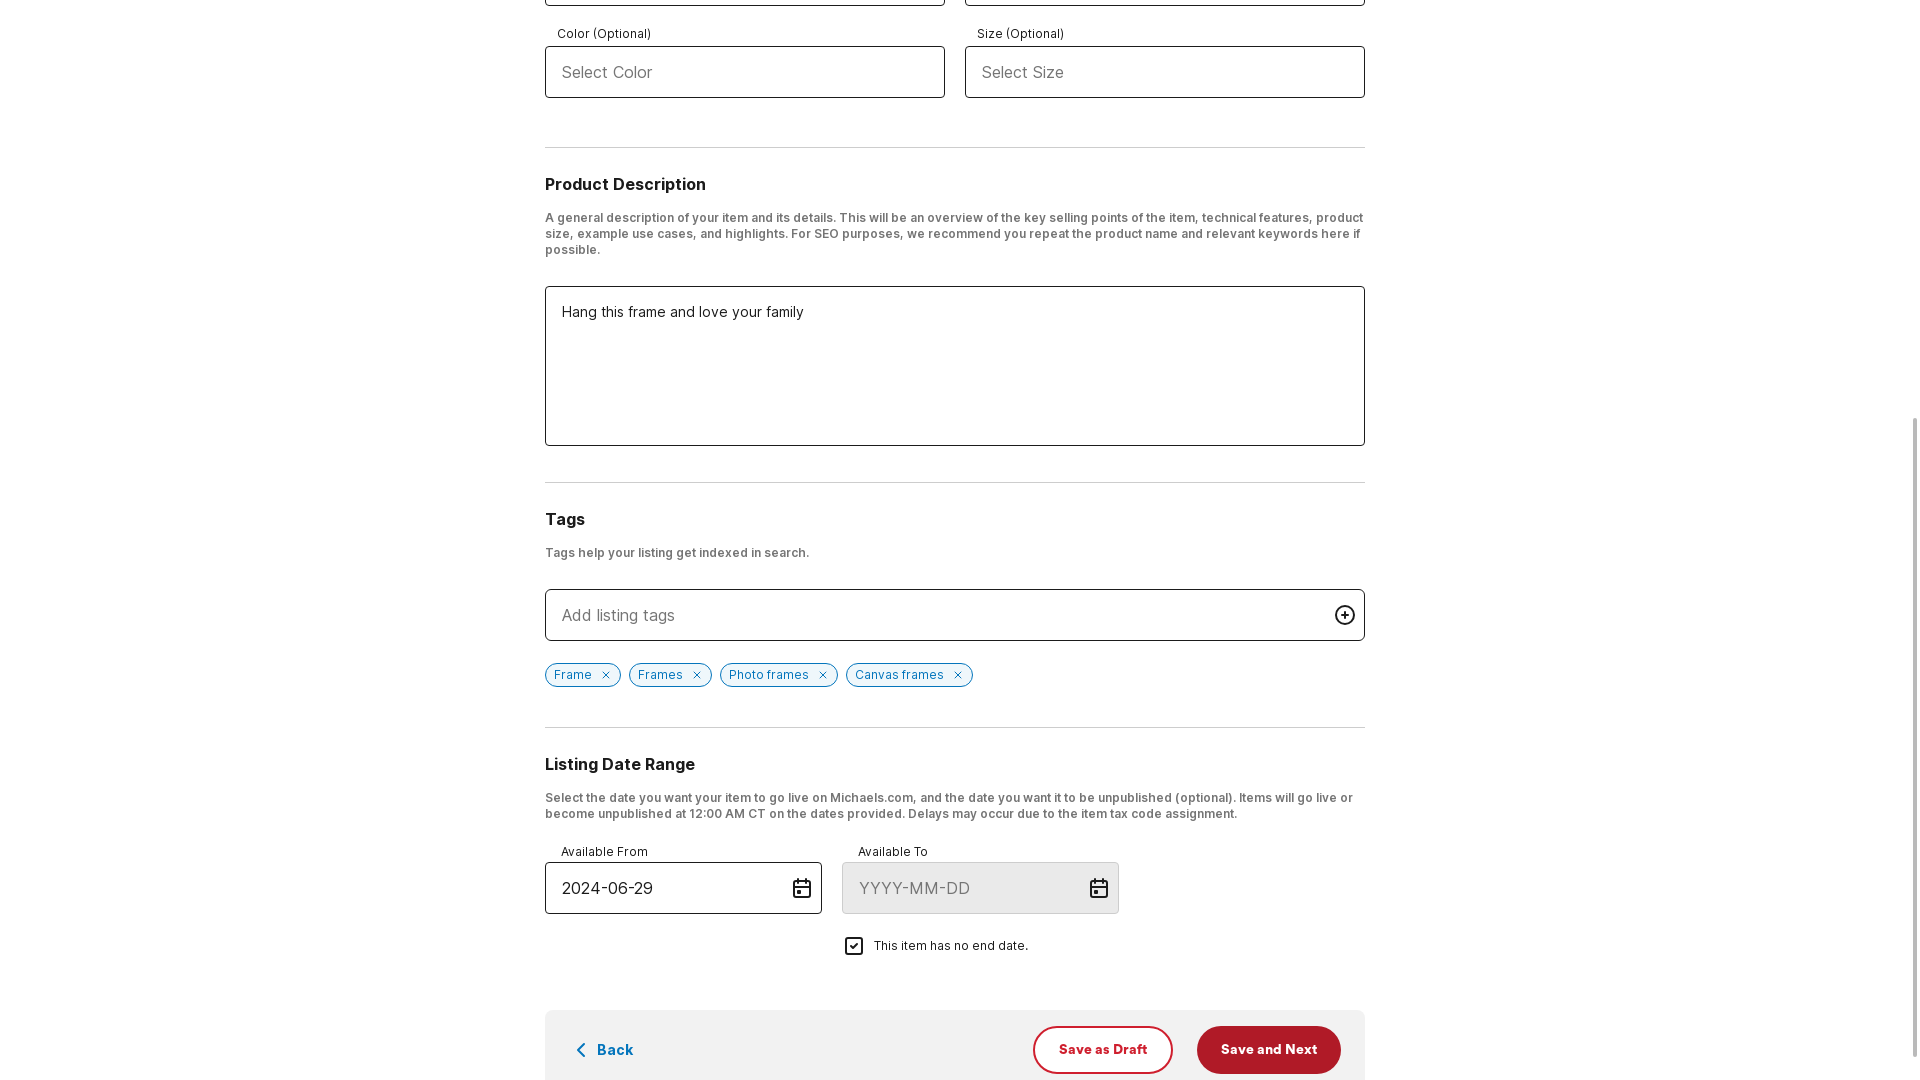 Color (Optional)
Size (Optional)
Select Color
Select Size
Product Description
A general description of your item and its details. This will be an overview of the key selling points of the item, technical features, product
size, example use cases, and highlights. For SEO purposes, we recommend you repeat the product name and relevant keywords here if
possible.
Hang this frame and love your family
Tags
Tags help your listing get indexed in search.
Add listing tags
Frame
Frames
Photo frames
Canvas frames
Listing Date Range
Select the date you want your item to go live on Michaels.com, and the date you want it to be unpublished (optional). Items will go live or
become unpublished at 12:00 AM CT on the dates provided. Delays may occur due to the item tax code assignment.
Available From
Available To
2024-06-29
YYYY-MM-DD
This item has no end date.
Back
Save as Draft
Save and Next